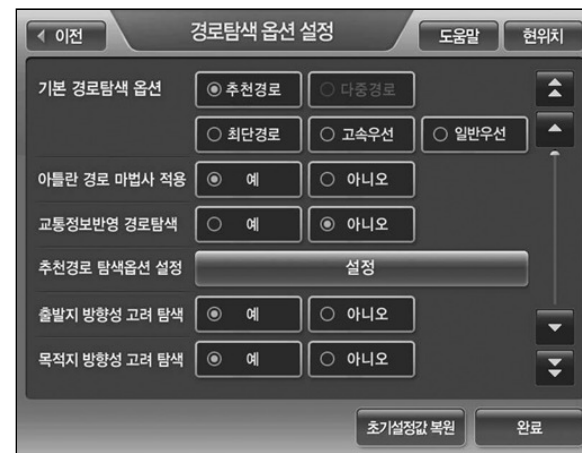 이전 경로탐색 옵션 설정 도움말 현위치
기본 경로탐색 옵션 추천경로 다중경로
최단경로 고속우선 일반우선
아틀란 경로 마법사 적용 예 아니오
교통정보반영 경로탐색 예 아니오
추천경로 탐색옵션 설정 설정
출발지 방향성 고려 탐색 예 아니오
목적지 방향성 고려 탐색 예 아니오
초기설정값 복원 완료